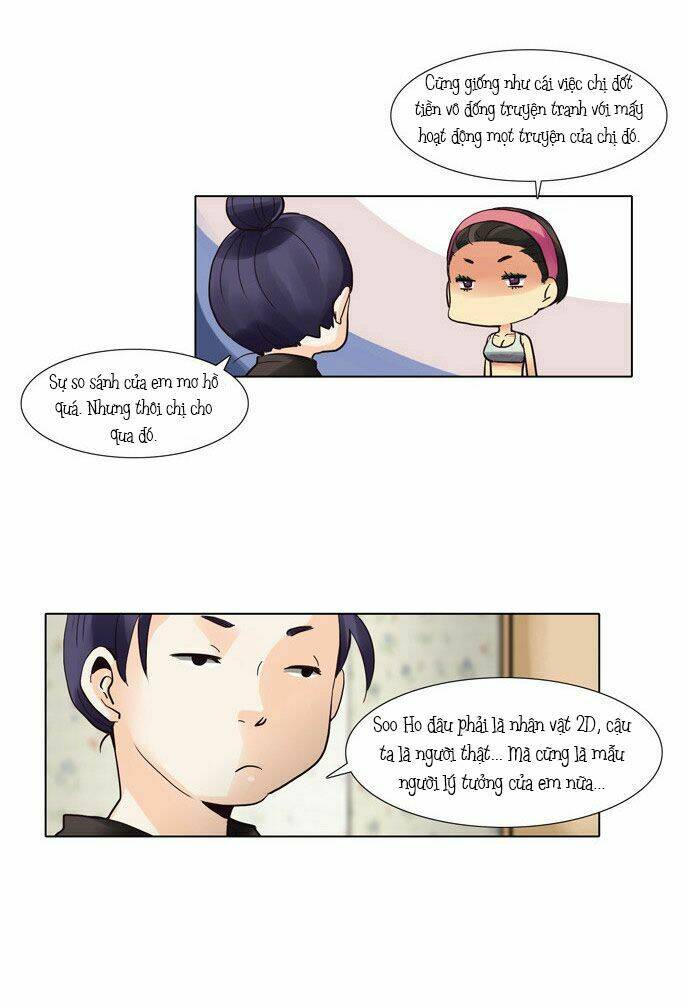 Cũng giống như cái việc chị đốt
tiền vô đống truyện tranh với mấy
hoạt động mọt truyện của chị đó.
Sự so sánh của em mơ hồ
quá. Nhưng thôi chị cho
qua đó.
Soo Ho đâu phải là nhân vật 2D, cậu
ta là người thật... Mà cũng là mẫu
người lý tưởng của em nữa...